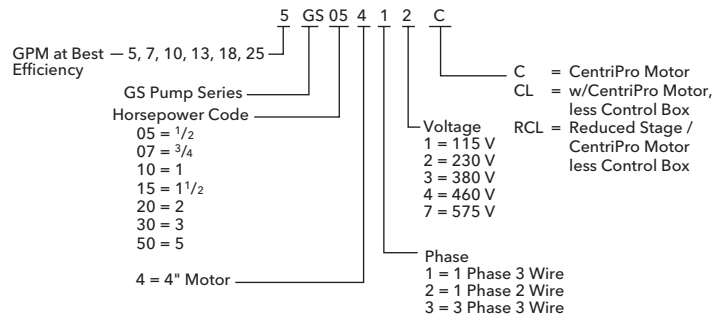 5 GS 05 4 1 2 C
GPM at Best — 5, 7, 10, 13, 18, 25
Efficiency
GS Pump Series
Horsepower Code
05 = 1/2
07 = 3/4
10 = 1
15 = 1 1/2
20 = 2
30 = 3
50 = 5
4 = 4" Motor
C = CentriPro Motor
CL = w/CentriPro Motor,
less Control Box
RCL = Reduced Stage /
CentriPro Motor
less Control Box
Voltage
1 = 115 V
2 = 230 V
3 = 380 V
4 = 460 V
7 = 575 V
Phase
1 = 1 Phase 3 Wire
2 = 1 Phase 2 Wire
3 = 3 Phase 3 Wire